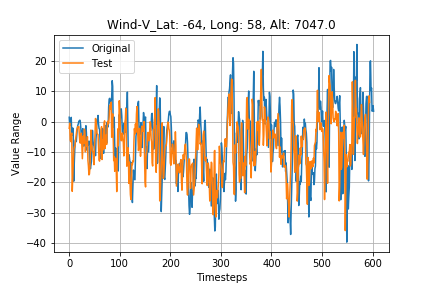 Wind-V_Lat: -64, Long: 58, Alt: 7047.0
Original
Test
Value Range
20
10
0
−10
−20
−30
−40
0 100 200 300 400 500 600
Timesteps